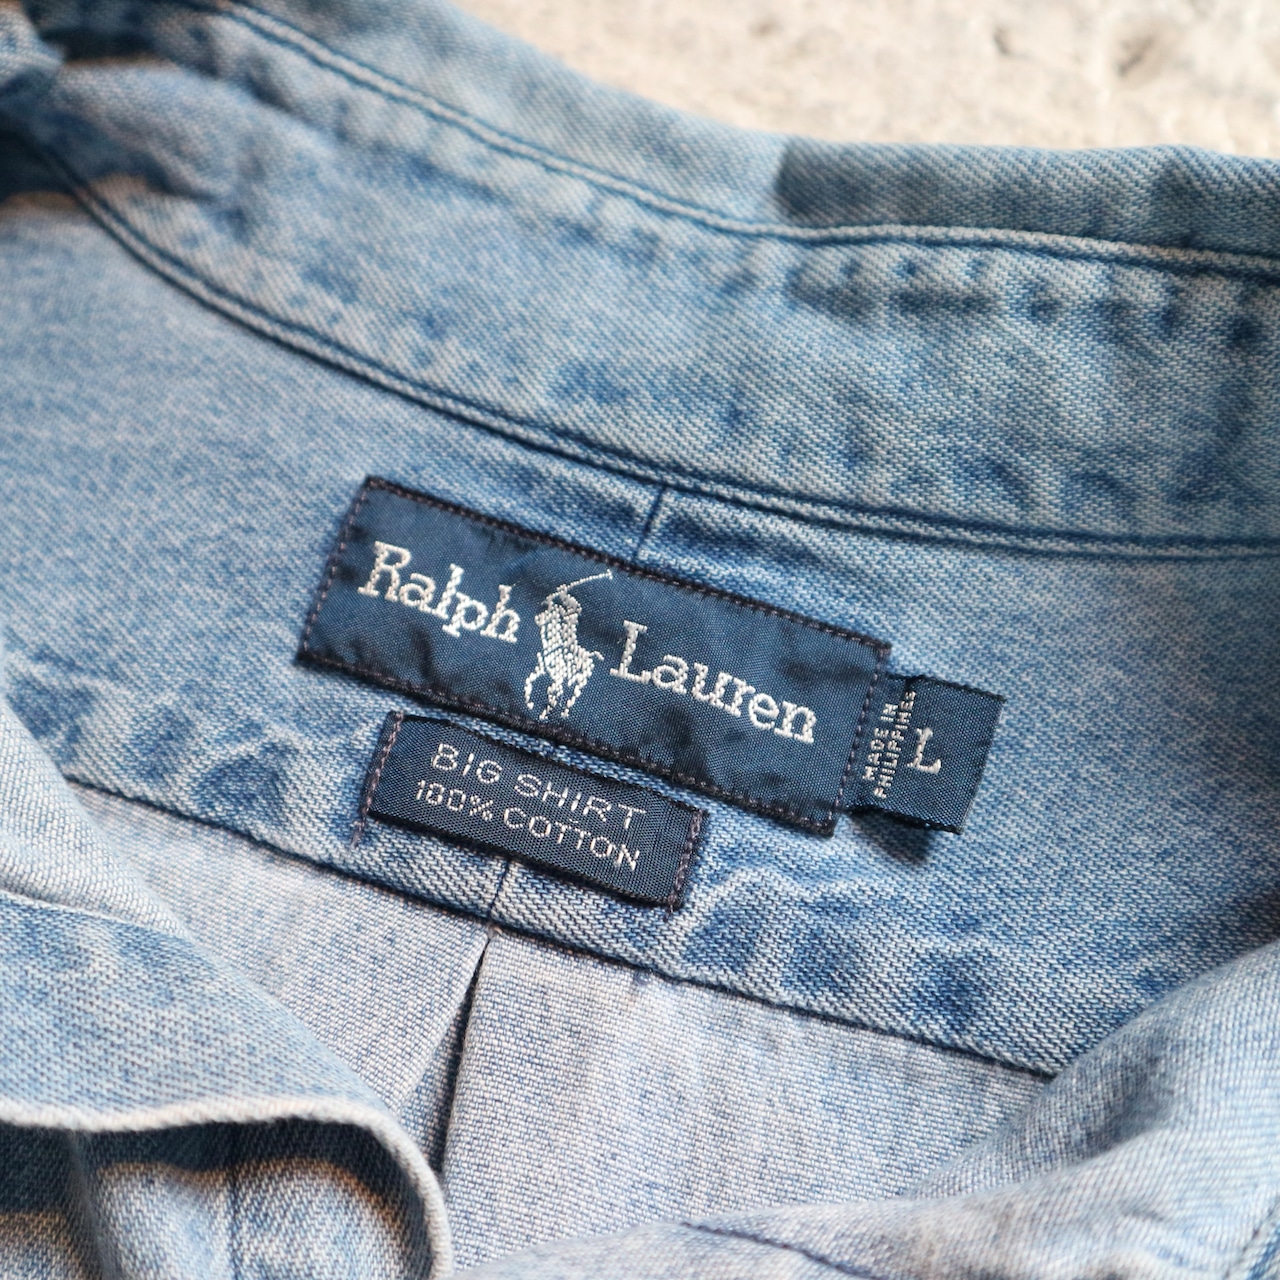 Ralph Lauren
MADE IN
PHILIPPINES
L
BIG SHIRT
100% COTTON